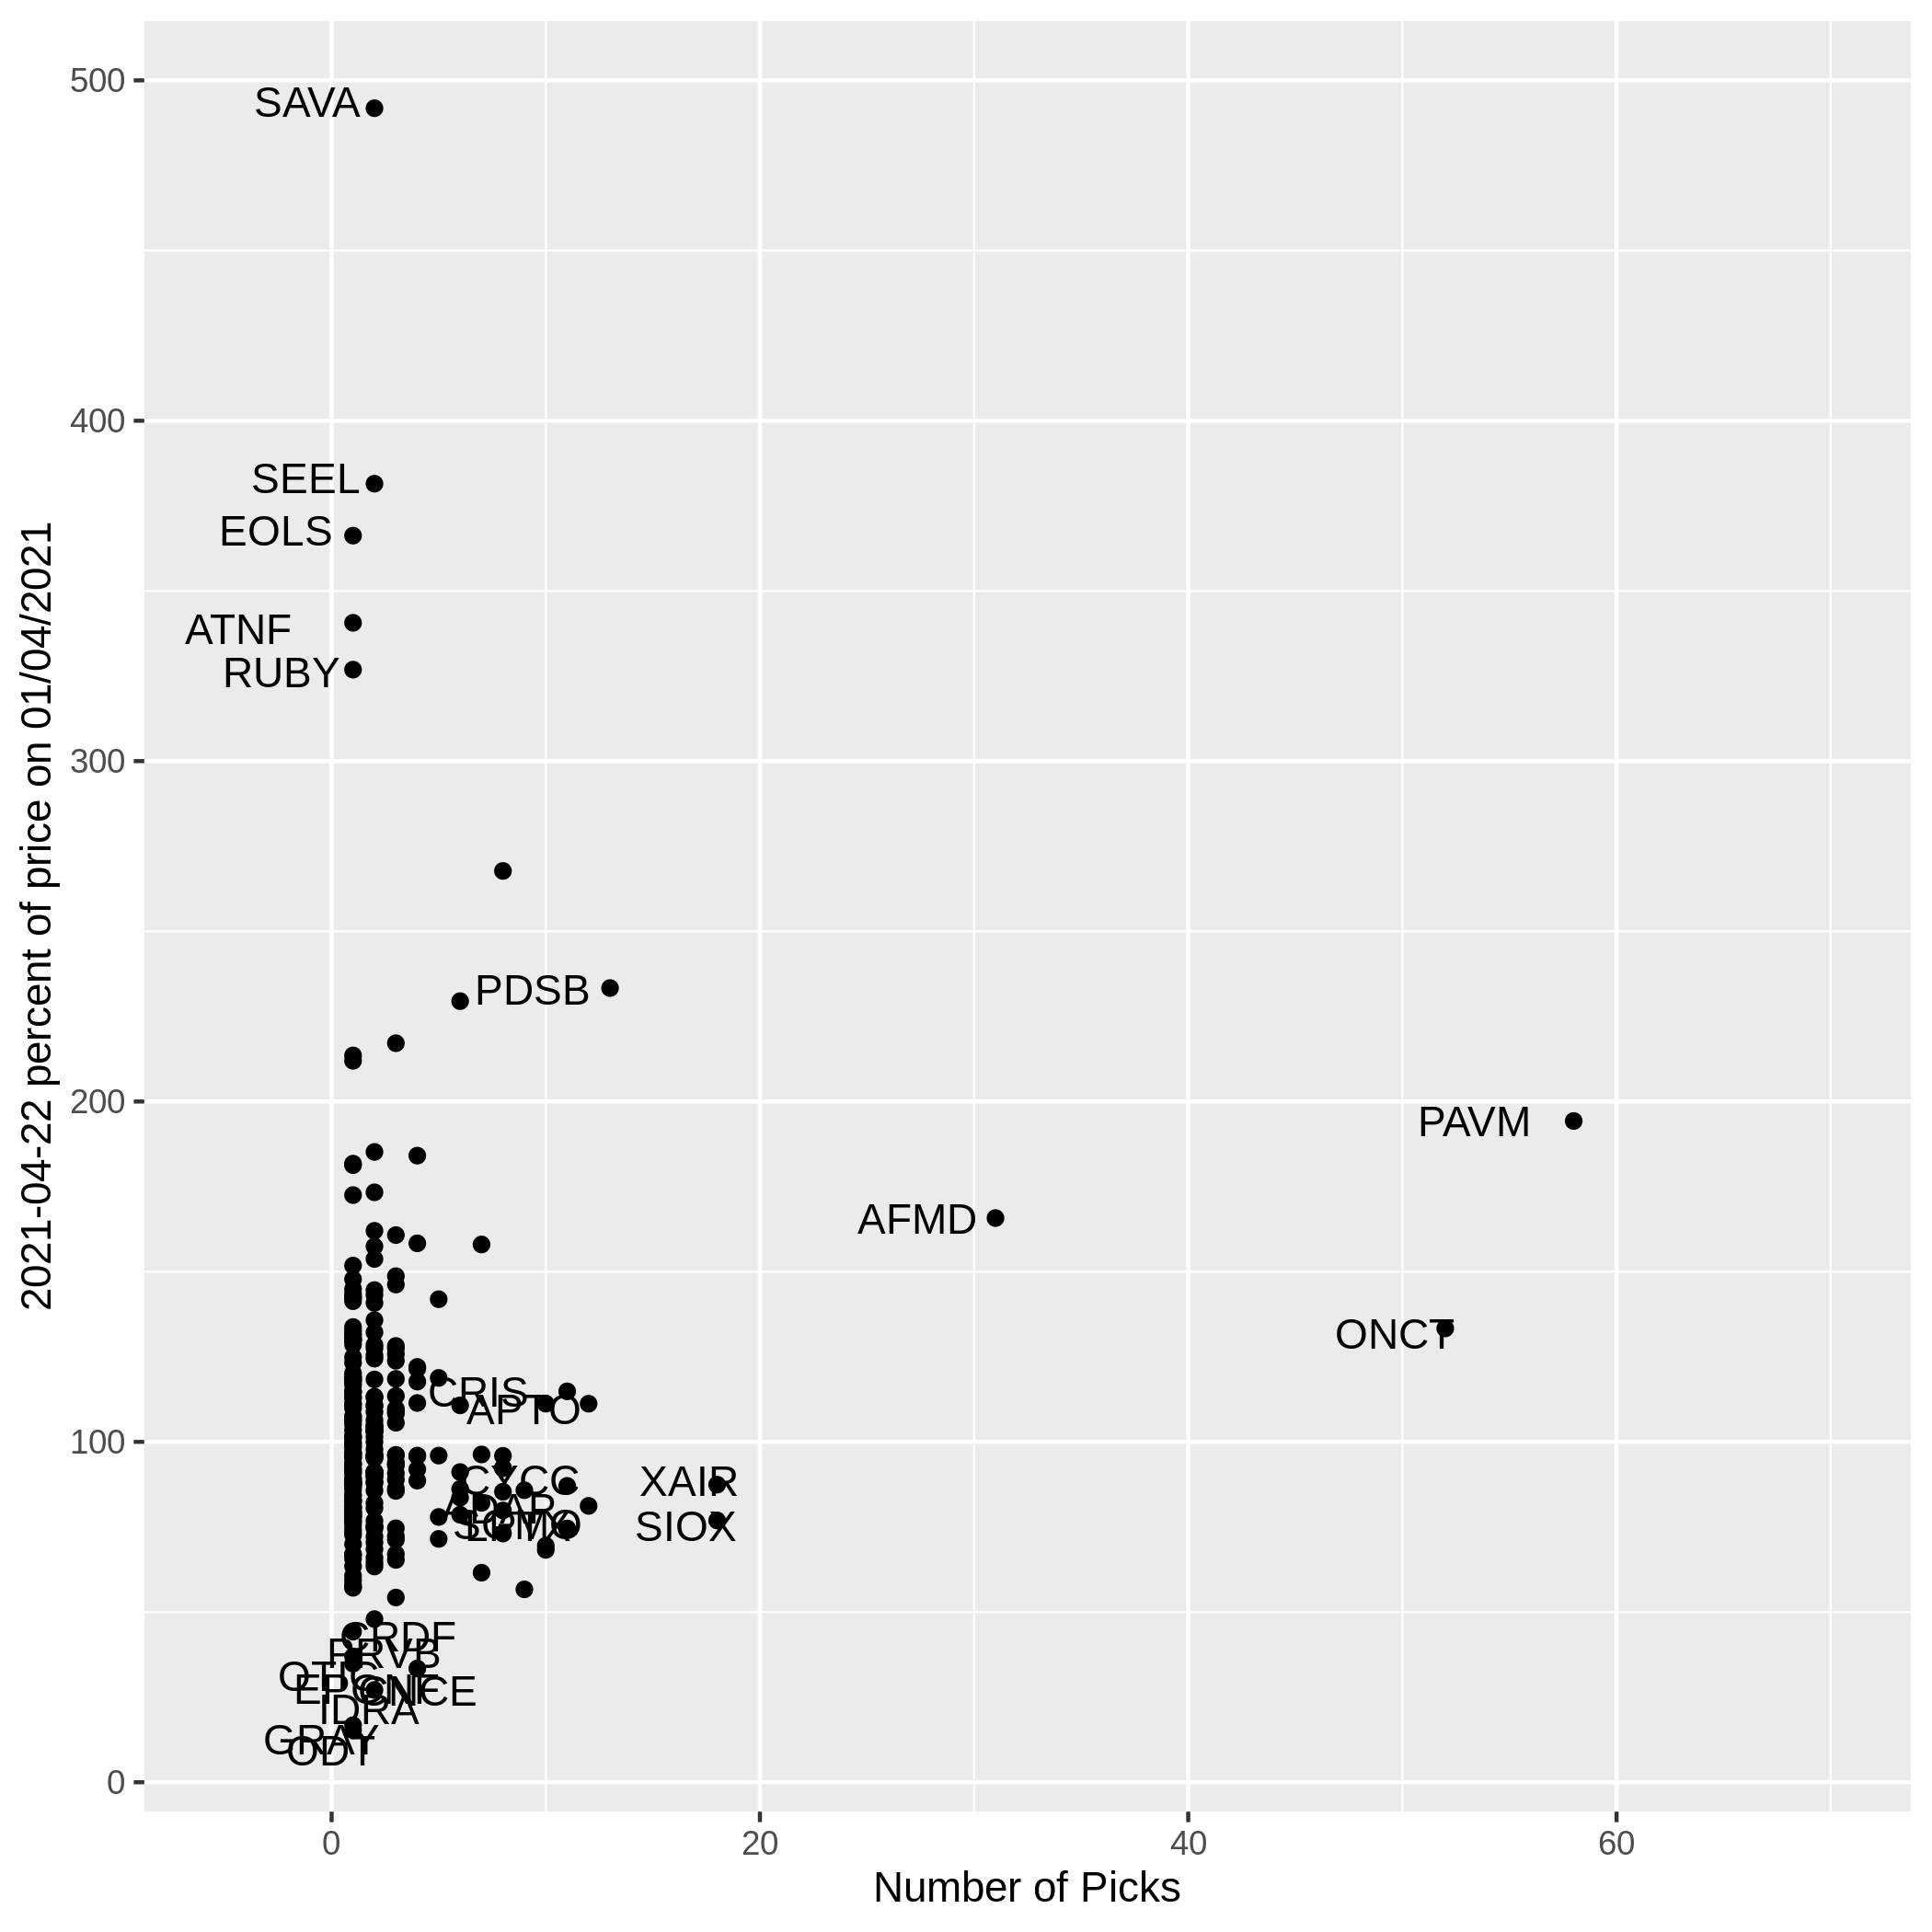 500
SAVA
400
SEEL
EOLS
ATNF
RUBY
300
PDSB
200
PAVM
AFMD
ONCT
CRIS
APTO
100
CYCC
XAIR
SIOX
CRDF
IDRA
GRAY
ODT
0
0 20 40 60
Number of Picks
2021-04-22 percent of price on 01/04/2021